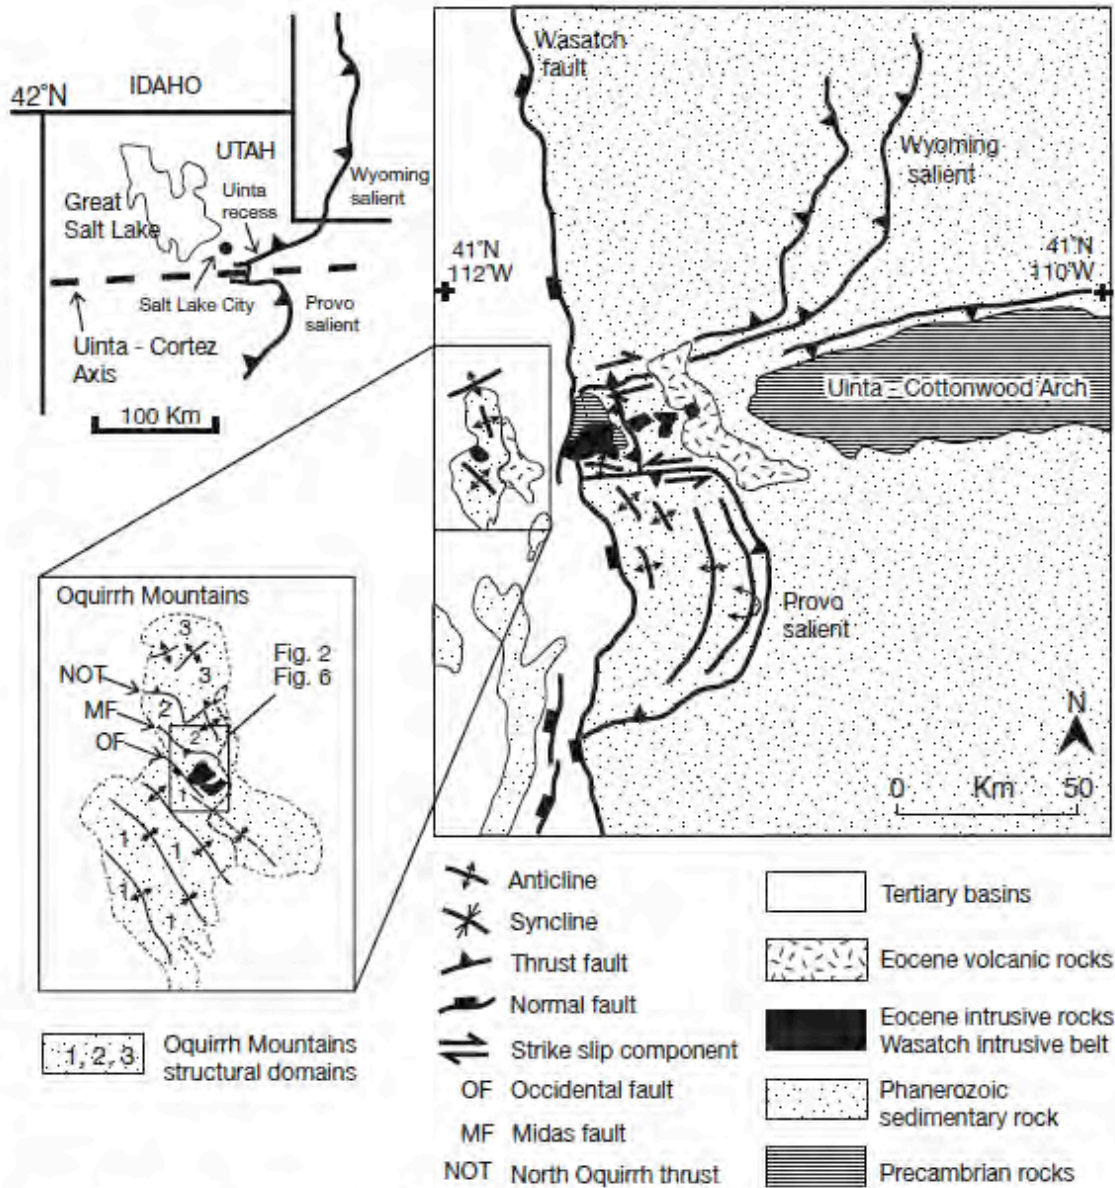 42°N
IDAHO
UTAH
Great
Salt Lake
Uinta
recess
Wyoming
salient
Salt Lake City
Provo
salient
Uinta - Cortez
Axis
100 Km
Wasatch
fault
Wyoming
salient
41°N
112°W
41°N
110°W
Uinta - Cottonwood Arch
Provo
salient
N
0 Km 50
Oquirrh Mountains
3
3
Fig. 2
Fig. 6
NOT
2
MF
2
OF
1
1
1
1
1
1
1, 2, 3
Oquirrh Mountains
structural domains
Anticline
Syncline
Thrust fault
Normal fault
Strike slip component
OF Occidental fault
MF Midas fault
NOT North Oquirrh thrust
Tertiary basins
Eocene volcanic rocks
Eocene intrusive rocks
Wasatch intrusive belt
Phanerozoic
sedimentary rock
Precambrian rocks